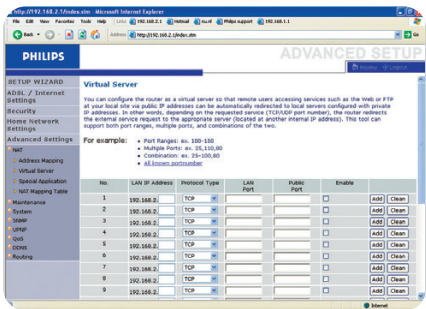 http://192.168.2.1/index.stm - Microsoft Internet Explorer
File Edit View Favorites Tools Help Links 192.168.2.1 Hotmail nu.nl Philips support 192.168.1.1
Back
Address http://192.168.2.1/index.stm Go
PHILIPS
ADVANCED SETUP
Home Logout
SETUP WIZARD
ADSL / Internet Settings
Security
Home Network Settings
Advanced Settings
NAT
Address Mapping
Virtual Server
Special Application
NAT Mapping Table
Maintenance
System
SNMP
UPNP
QoS
DDNS
Routing
Virtual Server
You can configure the router as a virtual server so that remote users accessing services such as the Web or FTP
at your local site via public IP addresses can be automatically redirected to local servers configured with private
IP addresses. In other words, depending on the requested service (TCP/UDP port number), the router redirects
the external service request to the appropriate server (located at another internal IP address). This tool can
support both port ranges, multiple ports, and combinations of the two.
For example:
• Port Ranges: ex. 100-150
• Multiple Ports: ex. 25,110,80
• Combination: ex. 25-100,80
• All known portnumber
No. LAN IP Address Protocol Type LAN Port Public Port Enable
1 192.168.2. TCP Add Clean
2 192.168.2. TCP Add Clean
3 192.168.2. TCP Add Clean
4 192.168.2. TCP Add Clean
5 192.168.2. TCP Add Clean
6 192.168.2. TCP Add Clean
7 192.168.2. TCP Add Clean
8 192.168.2. TCP Add Clean
9 192.168.2. TCP Add Clean
Internet